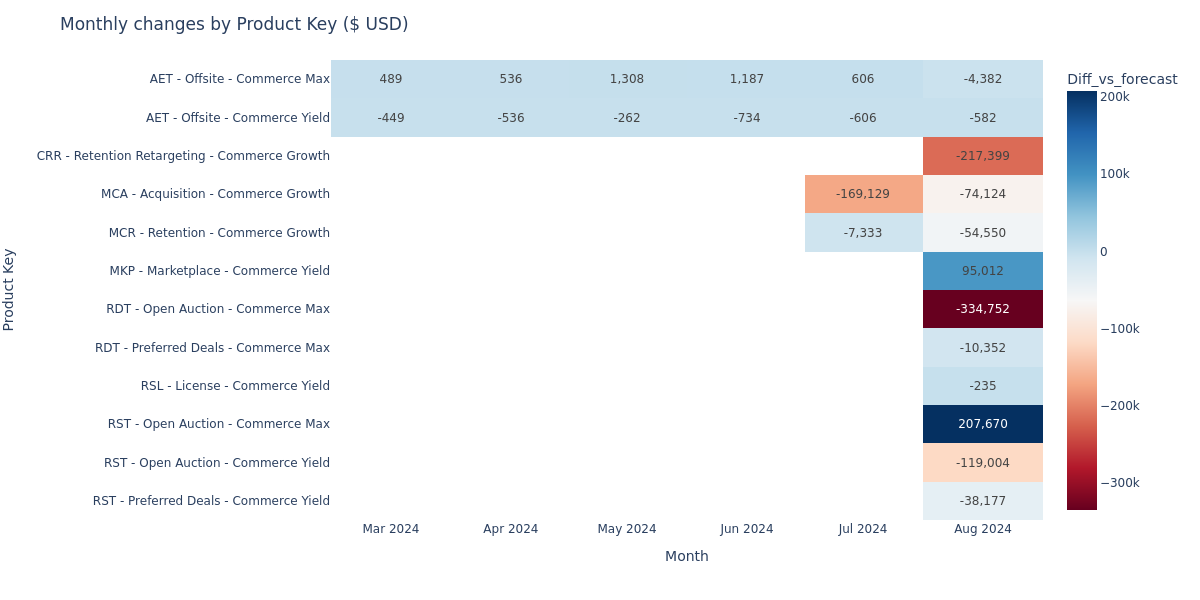 Monthly changes by Product Key ($ USD)
Product Key
AET - Offsite - Commerce Max 489 536 1,308 1,187 606 -4,382
AET - Offsite - Commerce Yield -449 -536 -262 -734 -606 -582
CRR - Retention Retargeting - Commerce Growth -217,399
MCA - Acquisition - Commerce Growth -169,129 -74,124
MCR - Retention - Commerce Growth -7,333 -54,550
MKP - Marketplace - Commerce Yield 95,012
RDT - Open Auction - Commerce Max -334,752
RDT - Preferred Deals - Commerce Max -10,352
RSL - License - Commerce Yield -235
RST - Open Auction - Commerce Max 207,670
RST - Open Auction - Commerce Yield -119,004
RST - Preferred Deals - Commerce Yield -38,177
Mar 2024 Apr 2024 May 2024 Jun 2024 Jul 2024 Aug 2024
Month
Diff_vs_forecast
200k
100k
0
−100k
−200k
−300k